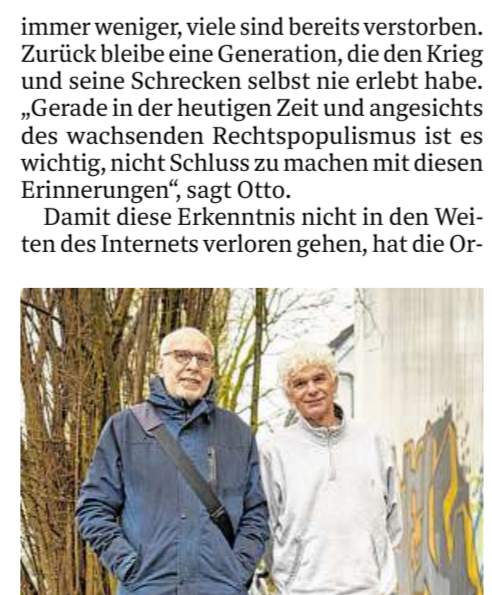 immer weniger, viele sind bereits verstorben.
Zurück bleibe eine Generation, die den Krieg
und seine Schrecken selbst nie erlebt habe.
„Gerade in der heutigen Zeit und angesichts
des wachsenden Rechtspopulismus ist es
wichtig, nicht Schluss zu machen mit diesen
Erinnerungen“, sagt Otto.
Damit diese Erkenntnis nicht in den Wei-
ten des Internets verloren gehen, hat die Or-